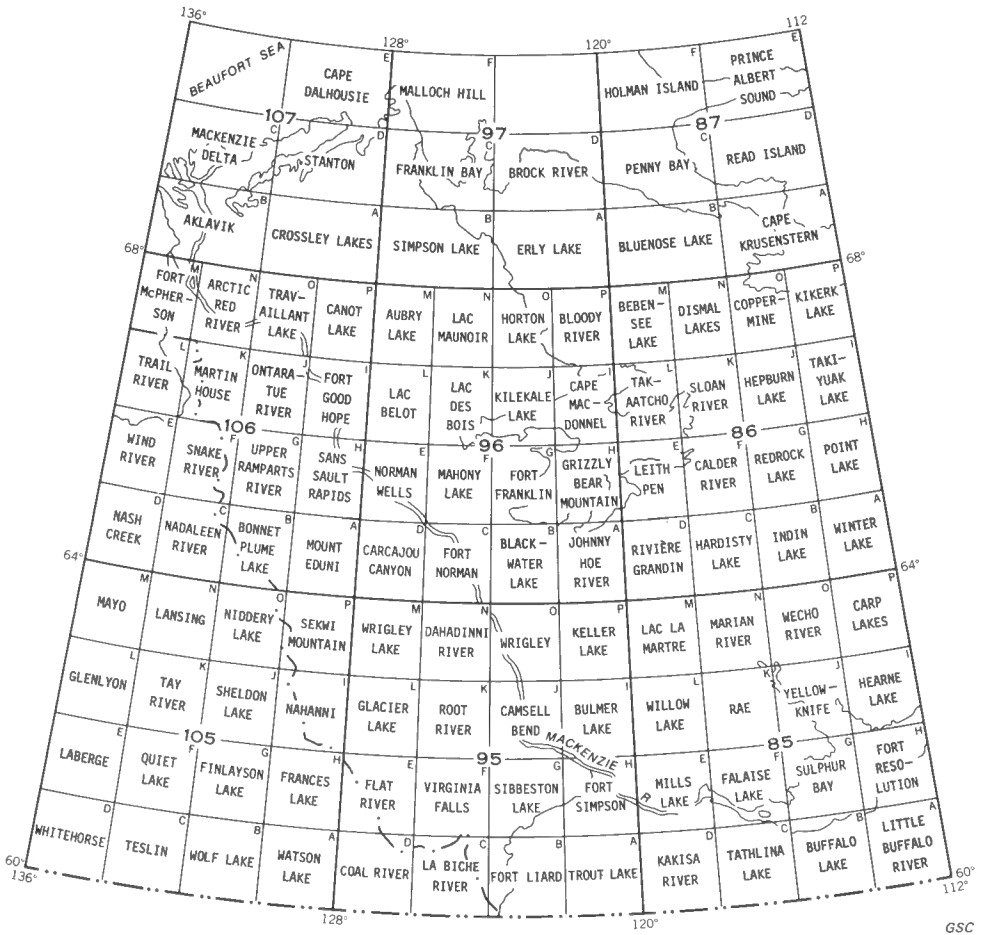 136°
128°
120°
112
BEAUFORT SEA
E
CAPE
DALHOUSIE
F
MALLOCH HILL
F
HOLMAN ISLAND
E
PRINCE
ALBERT
SOUND
107
97
87
C
MACKENZIE
DELTA
D
STANTON
C
FRANKLIN BAY
D
BROCK RIVER
C
PENNY BAY
D
READ ISLAND
B
AKLAVIK
A
CROSSLEY LAKES
B
SIMPSON LAKE
A
ERLY LAKE
B
BLUENOSE LAKE
A
CAPE
KRUSENSTERN
68°
68°
M
FORT
McPHER-
SON
N
ARCTIC
RED
RIVER
O
TRAV-
AILLANT
LAKE
P
CANOT
LAKE
M
AUBRY
LAKE
N
LAC
MAUNOIR
O
HORTON
LAKE
P
BLOODY
RIVER
M
BEBEN-
SEE
LAKE
N
DISMAL
LAKES
O
COPPER-
MINE
P
KIKERK
LAKE
L
TRAIL
RIVER
K
MARTIN
HOUSE
J
ONTARA-
TUE
RIVER
I
FORT
GOOD
HOPE
L
LAC
BELOT
K
LAC
DES
BOIS
J
KILEKALE
LAKE
I
CAPE
MAC-
DONNEL
L
TAK-
AATCHO
RIVER
K
SLOAN
RIVER
J
HEPBURN
LAKE
I
TAKI-
YUAK
LAKE
106
96
86
E
WIND
RIVER
F
SNAKE
RIVER
G
UPPER
RAMPARTS
RIVER
H
SANS
SAULT
RAPIDS
E
NORMAN
WELLS
F
MAHONY
LAKE
G
FORT
FRANKLIN
H
GRIZZLY
BEAR
MOUNTAIN
E
LEITH
PEN
F
CALDER
RIVER
G
REDROCK
LAKE
H
POINT
LAKE
D
NASH
CREEK
C
NADALEEN
RIVER
B
BONNET
PLUME
LAKE
A
MOUNT
EDUNI
D
CARCAJOU
CANYON
C
FORT
NORMAN
B
BLACK-
WATER
LAKE
A
JOHNNY
HOE
RIVER
D
RIVIÈRE
GRANDIN
C
HARDISTY
LAKE
B
INDIN
LAKE
A
WINTER
LAKE
64°
64°
M
MAYO
N
LANSING
O
NIDDERY
LAKE
P
SEKWI
MOUNTAIN
M
WRIGLEY
LAKE
N
DAHADINNI
RIVER
O
WRIGLEY
P
KELLER
LAKE
M
LAC LA
MARTRE
N
MARIAN
RIVER
O
WECHO
RIVER
P
CARP
LAKES
L
GLENLYON
K
TAY
RIVER
J
SHELDON
LAKE
I
NAHANNI
L
GLACIER
LAKE
K
ROOT
RIVER
J
CAMSELL
BEND
I
BULMER
LAKE
L
WILLOW
LAKE
K
RAE
J
YELLOW-
KNIFE
I
HEARNE
LAKE
MACKENZIE
R
105
95
85
E
LABERGE
F
QUIET
LAKE
G
FINLAYSON
LAKE
H
FRANCES
LAKE
E
FLAT
RIVER
F
VIRGINIA
FALLS
G
SIBBESTON
LAKE
H
FORT
SIMPSON
E
MILLS
LAKE
F
FALAISE
LAKE
G
SULPHUR
BAY
H
FORT
RESO-
LUTION
D
WHITEHORSE
C
TESLIN
B
WOLF LAKE
A
WATSON
LAKE
D
COAL RIVER
C
LA BICHE
RIVER
B
FORT LIARD
A
TROUT LAKE
D
KAKISA
RIVER
C
TATHLINA
LAKE
B
BUFFALO
LAKE
A
LITTLE
BUFFALO
RIVER
60°
136°
128°
120°
60°
112°
GSC